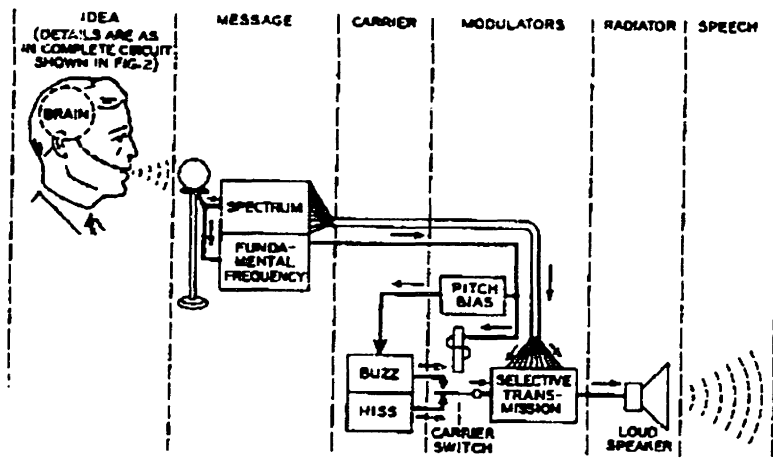 IDEA
(DETAILS ARE AS
IN COMPLETE CIRCUIT
SHOWN IN FIG. 2)
MESSAGE
CARRIER
MODULATORS
RADIATOR
SPEECH
BRAIN
SPECTRUM
FUNDA-
MENTAL
FREQUENCY
PITCH
BIAS
BUZZ
HISS
CARRIER
SWITCH
SELECTIVE
TRANS-
MISSION
LOUD
SPEAKER